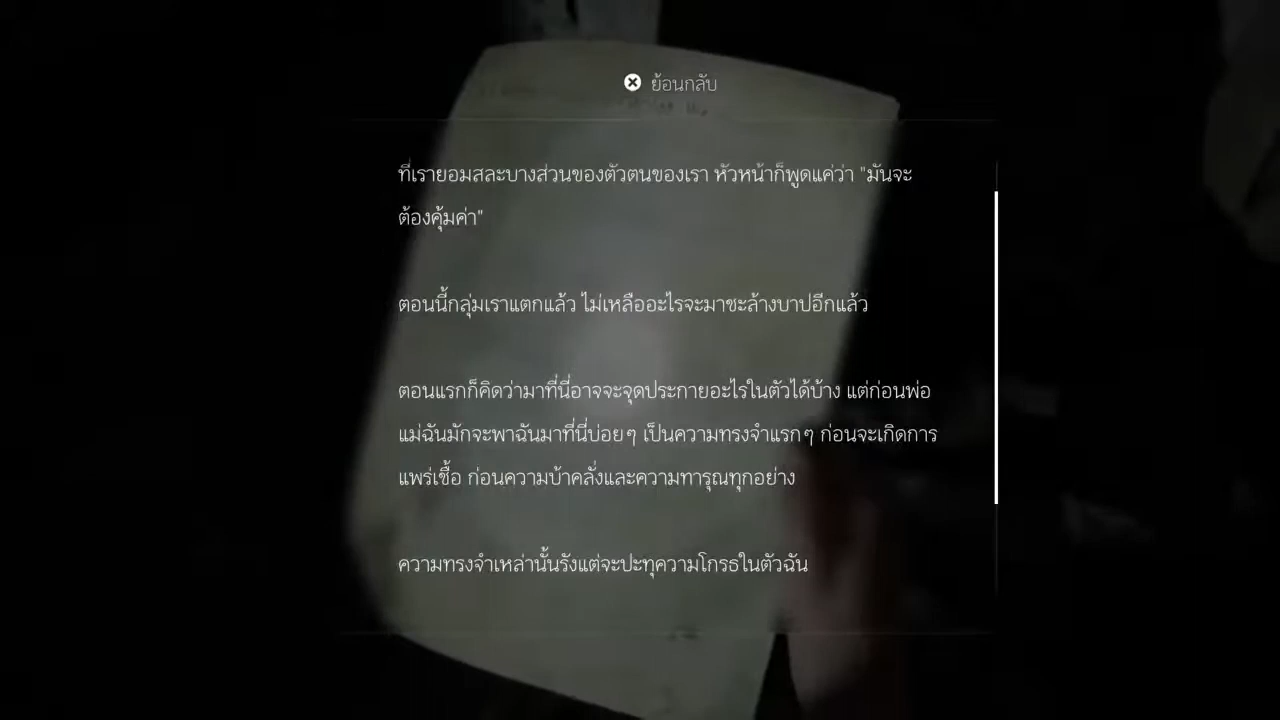 ย้อนกลับ
ที่เรายอมสละบางส่วนของตัวตนของเรา หัวหน้าก็พูดแค่ว่า "มันจะ
ต้องคุ้มค่า"
ตอนนี้กลุ่มเราแตกแล้ว ไม่เหลืออะไรจะมาชะล้างบาปอีกแล้ว
ตอนแรกก็คิดว่ามาที่นี่อาจจะจุดประกายอะไรในตัวได้บ้าง แต่ก่อนพ่อ
แม่ฉันมักจะพาฉันมาที่นี่บ่อยๆ เป็นความทรงจำแรกๆ ก่อนจะเกิดการ
แพร่เชื้อ ก่อนความบ้าคลั่งและความทารุณทุกอย่าง
ความทรงจำเหล่านั้นรังแต่จะปะทุความโกรธในตัวฉัน